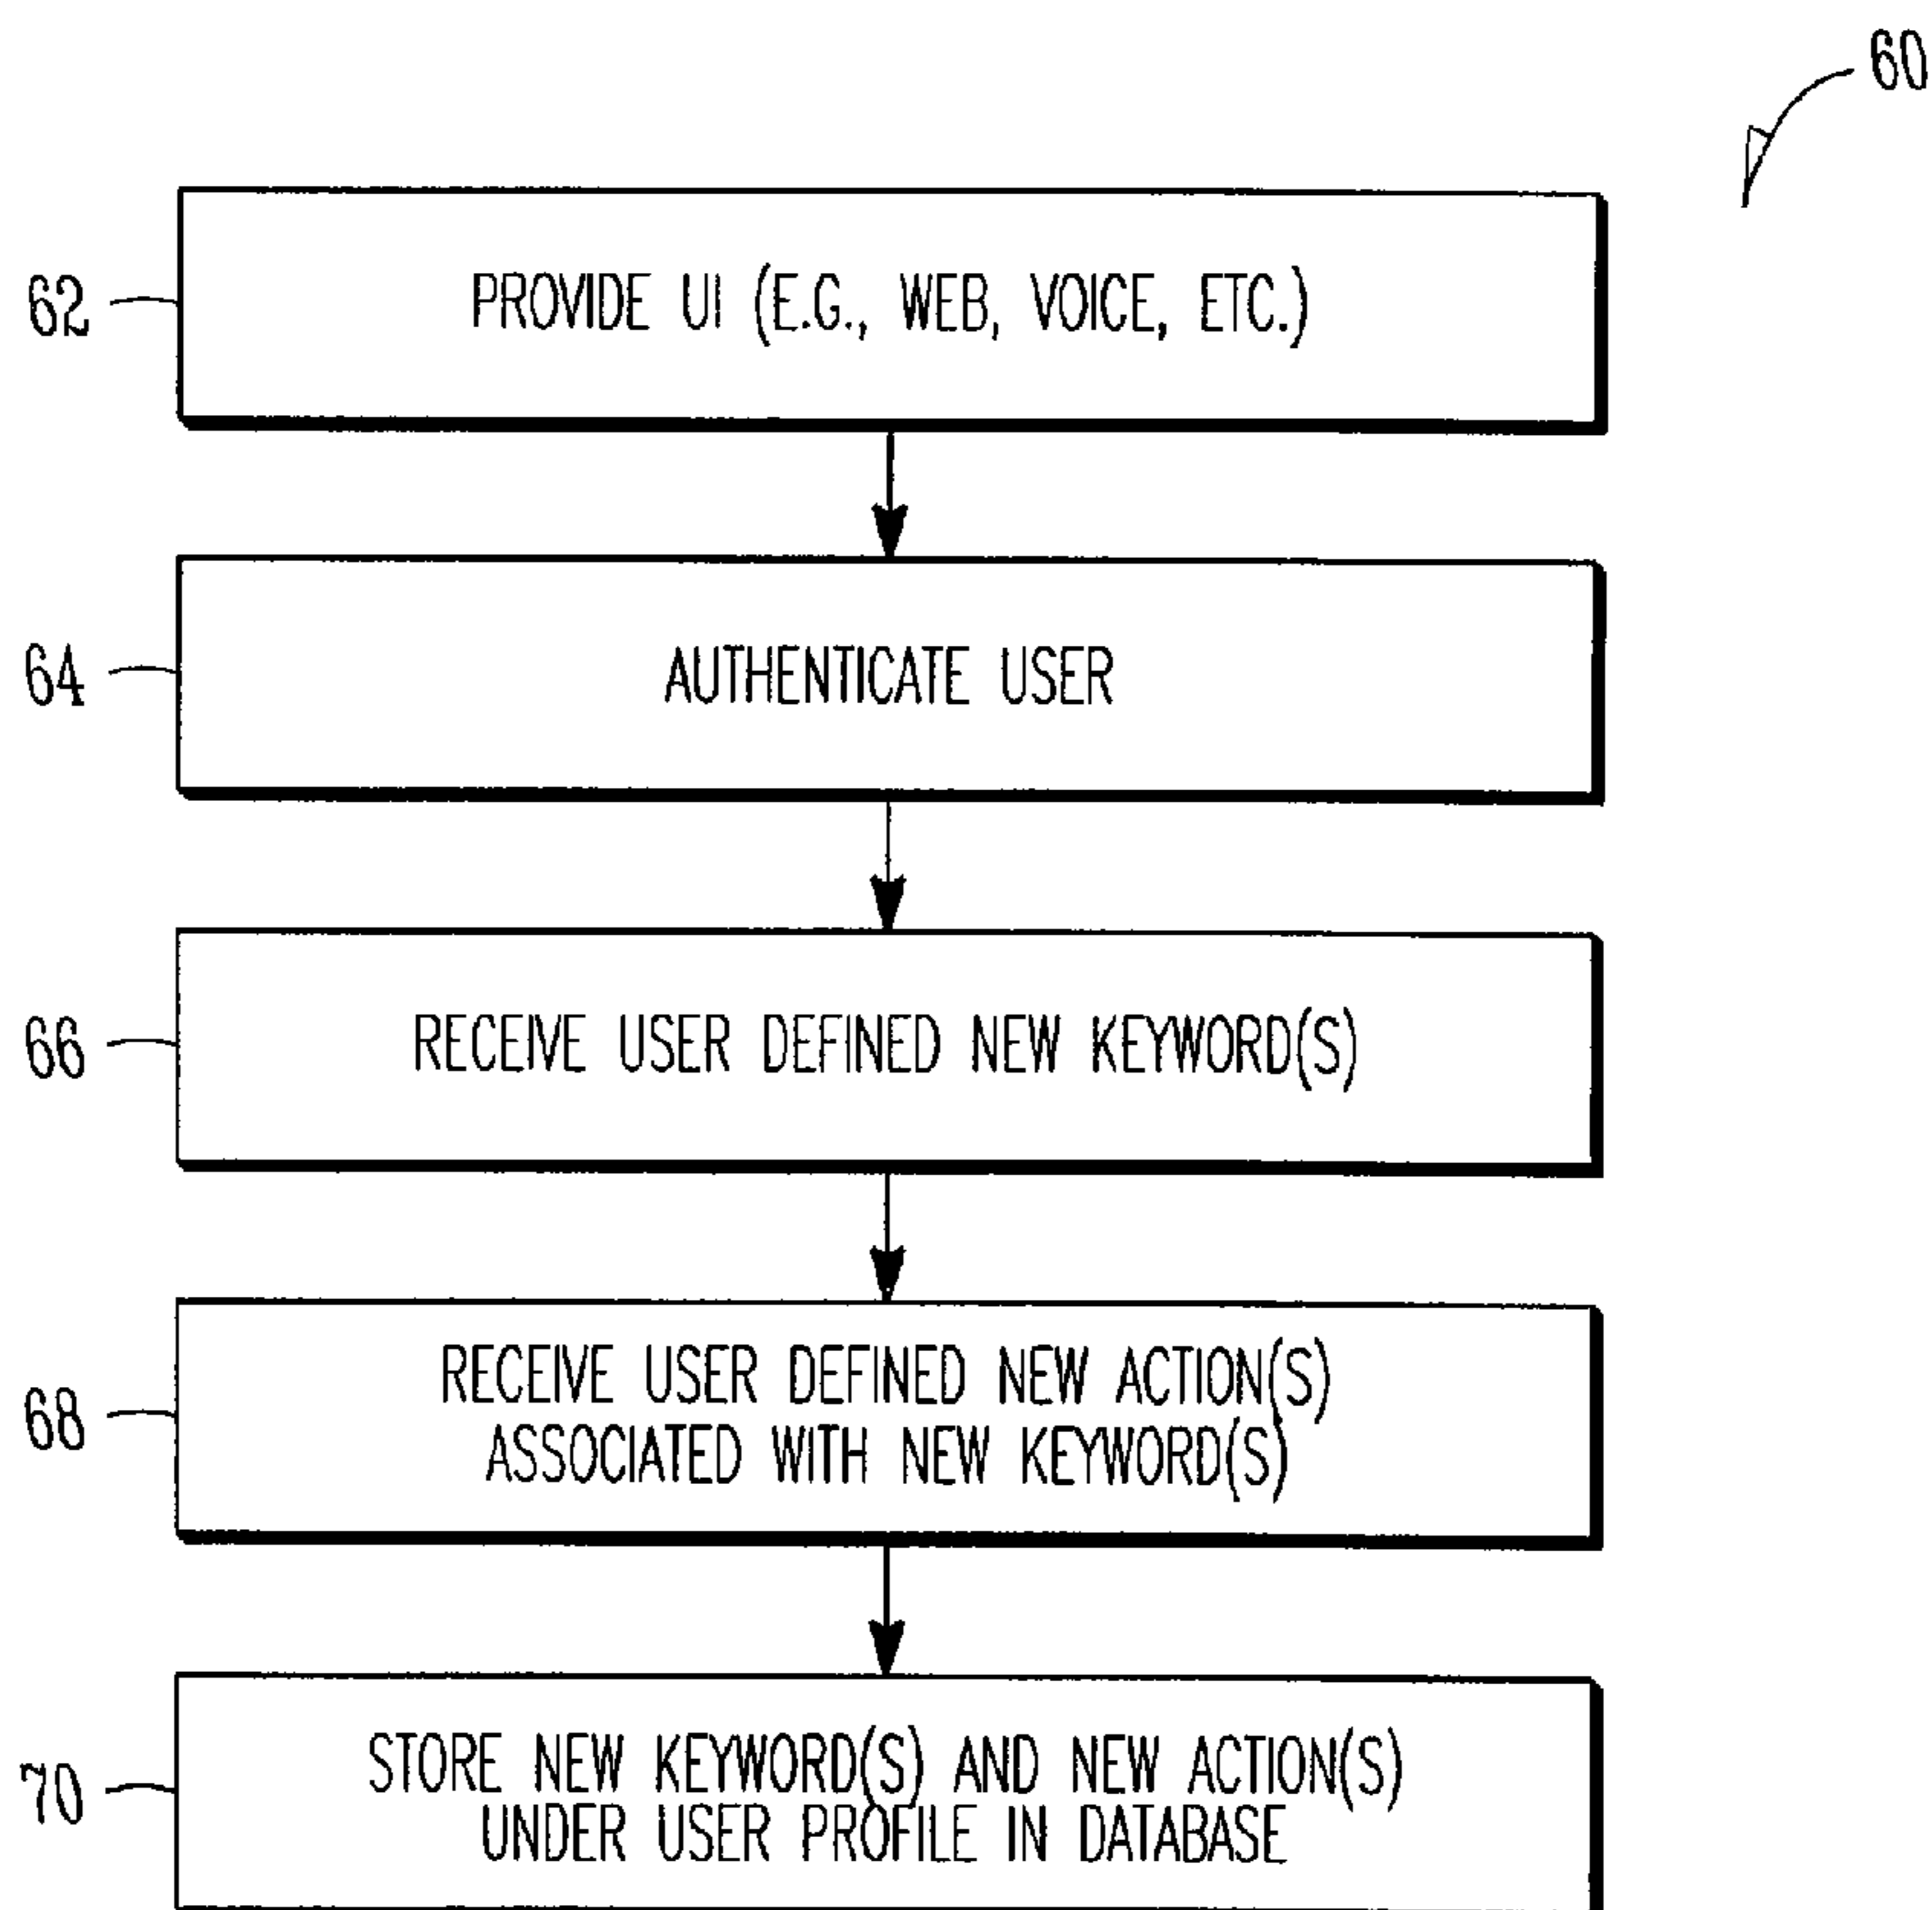 60
62
PROVIDE UI (E.G., WEB, VOICE, ETC.)
64
AUTHENTICATE USER
66
RECEIVE USER DEFINED NEW KEYWORD(S)
68
RECEIVE USER DEFINED NEW ACTION(S)
ASSOCIATED WITH NEW KEYWORD(S)
70
STORE NEW KEYWORD(S) AND NEW ACTION(S)
UNDER USER PROFILE IN DATABASE